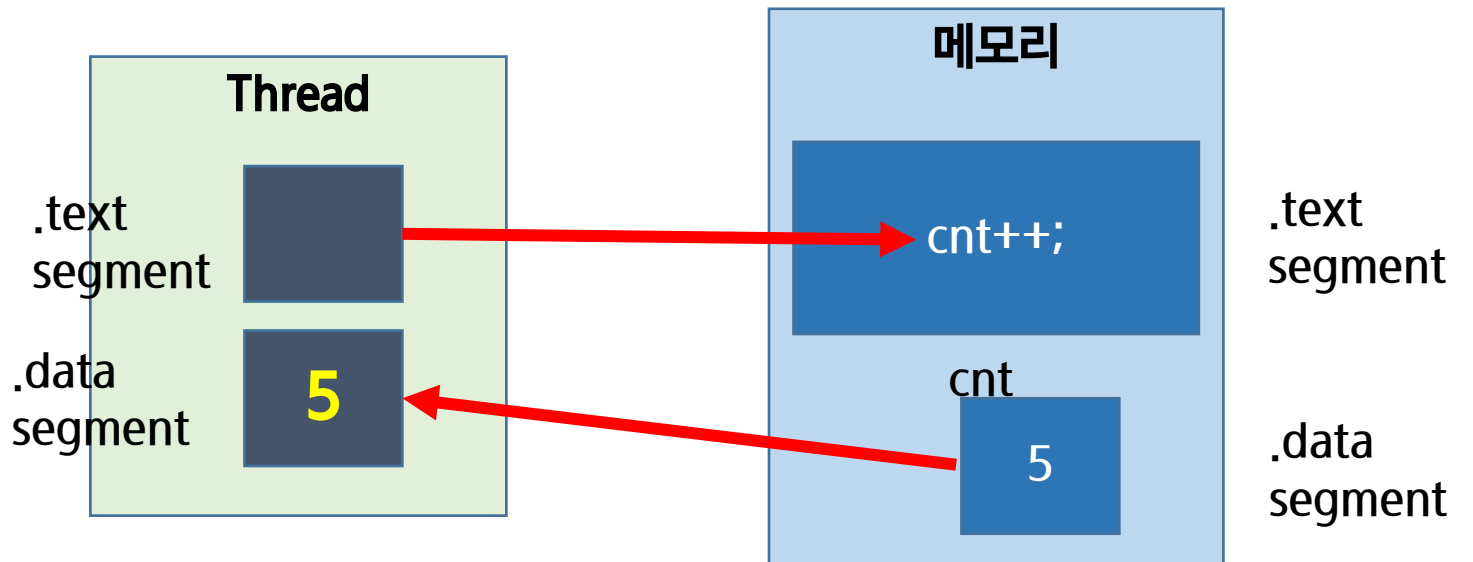 메모리
Thread
.text
segment
cnt++;
.text
segment
.data
segment
5
cnt
5
.data
segment